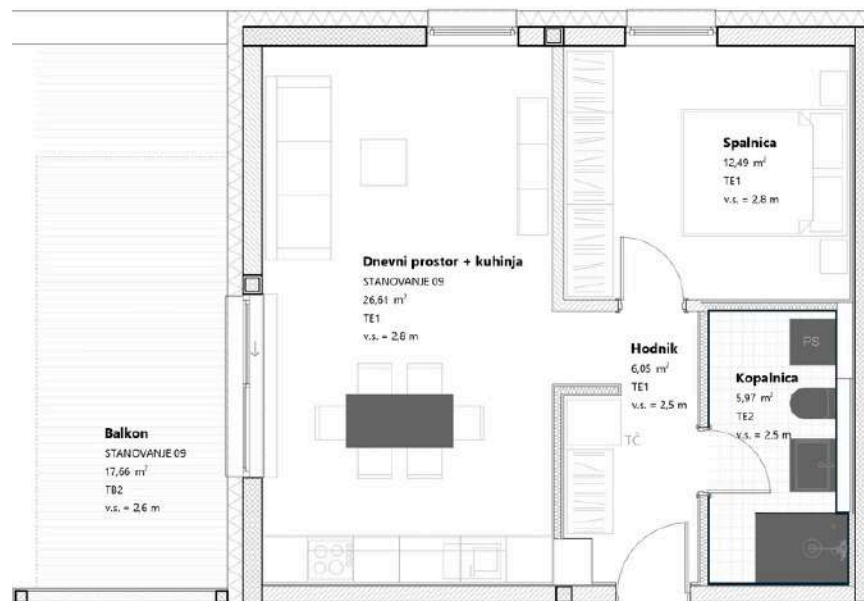 Spalnica
12,49 m²
TE1
v.s. = 2,8 m
Dnevni prostor + kuhinja
STANOVANJE 09
26,61 m²
TE1
v.s. = 2,8 m
Hodnik
6,05 m²
TE1
v.s. = 2,5 m
PS
Kopalnica
5,97 m²
TE2
v.s. = 2,5 m
TČ
Balkon
STANOVANJE 09
17,66 m²
TB2
v.s. = 2,6 m